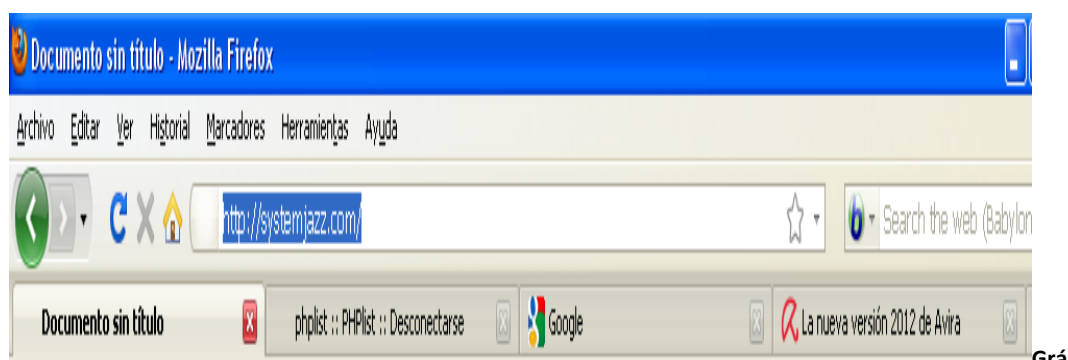 Documento sin título - Mozilla Firefox
Archivo Editar Ver Historial Marcadores Herramientas Ayuda
http://systemjazz.com/ Search the web (Babylon
Documento sin título phplist :: PHPlist :: Desconectarse Google La nueva versión 2012 de Avira
Grá